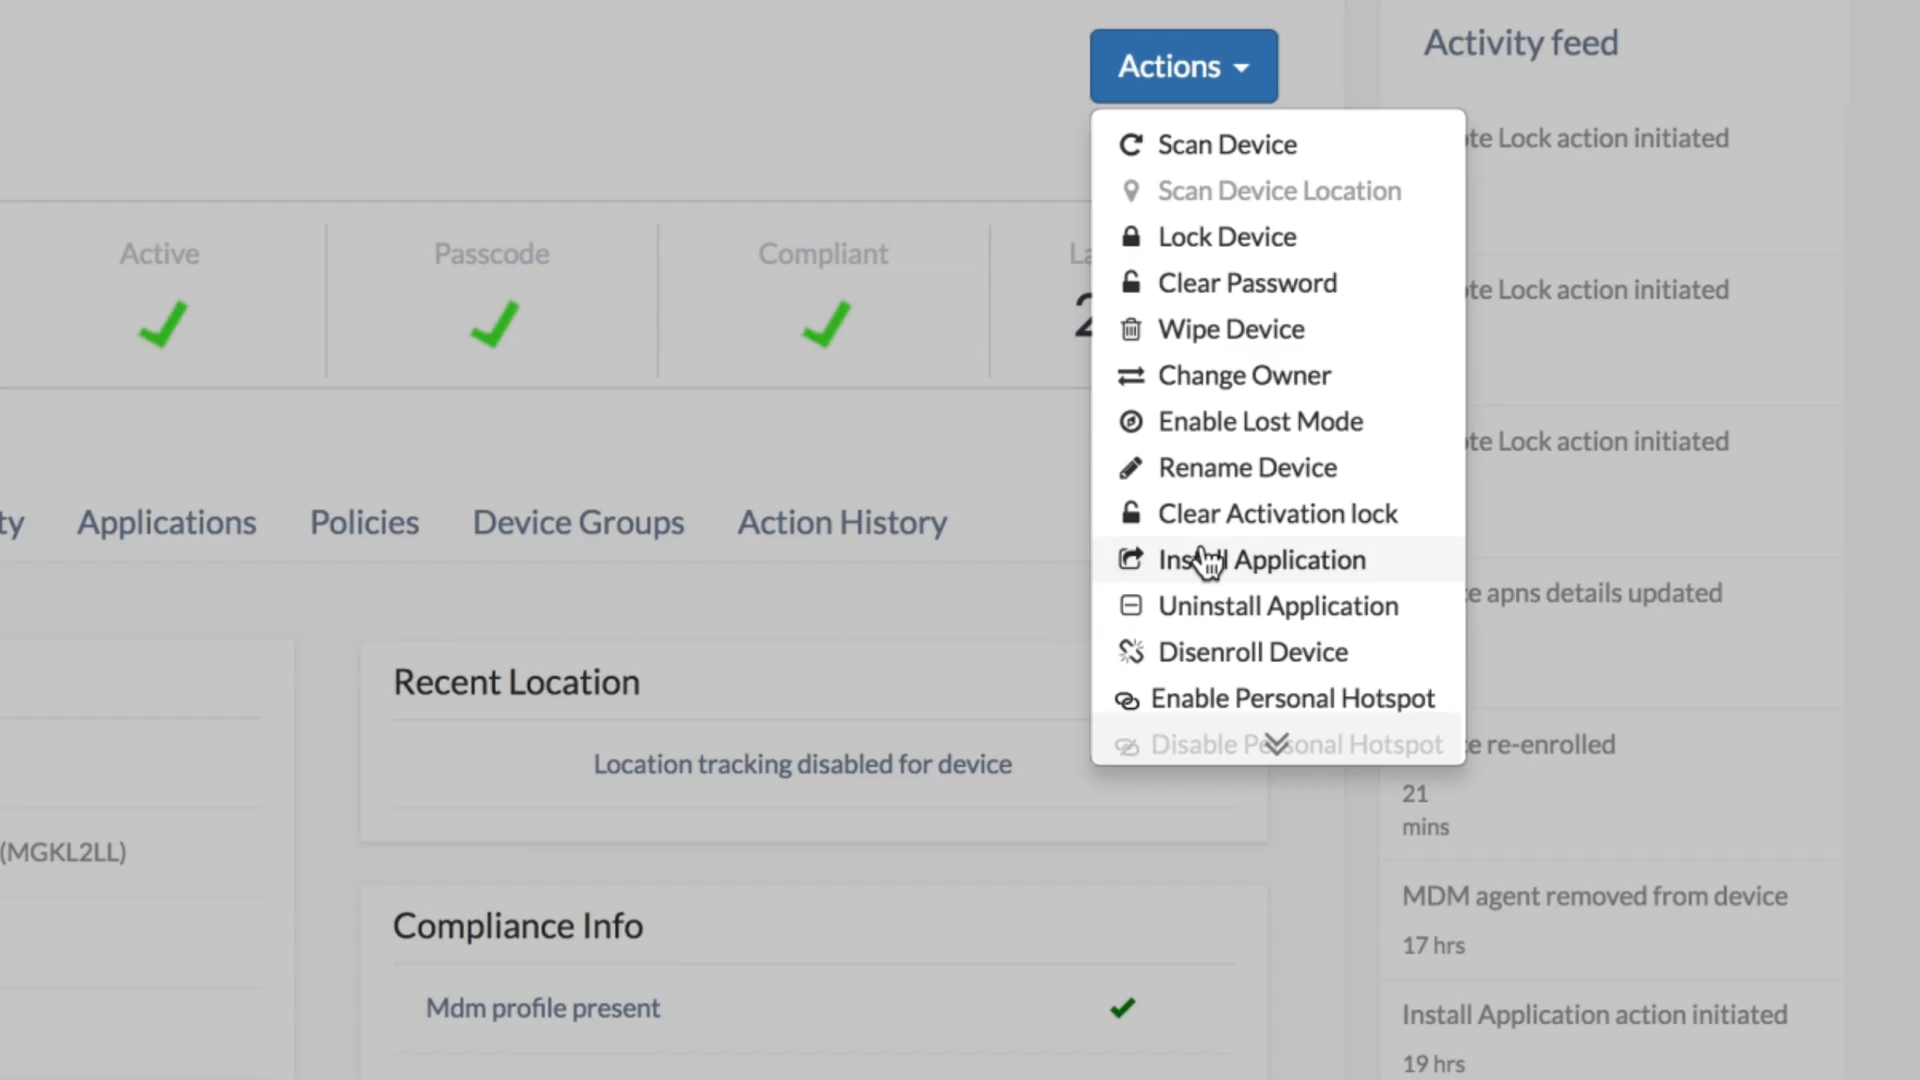 Actions
Activity feed
Scan Device
Scan Device Location
Lock Device
Clear Password
Wipe Device
Change Owner
Enable Lost Mode
Rename Device
Clear Activation lock
Install Application
Uninstall Application
Disenroll Device
Enable Personal Hotspot
Disable Personal Hotspot
Active
Passcode
Compliant
La
2
ty
Applications
Policies
Device Groups
Action History
(MGKL2LL)
Recent Location
Location tracking disabled for device
Compliance Info
Mdm profile present
te Lock action initiated
te Lock action initiated
te Lock action initiated
e apns details updated
e re-enrolled
21
mins
MDM agent removed from device
17 hrs
Install Application action initiated
19 hrs